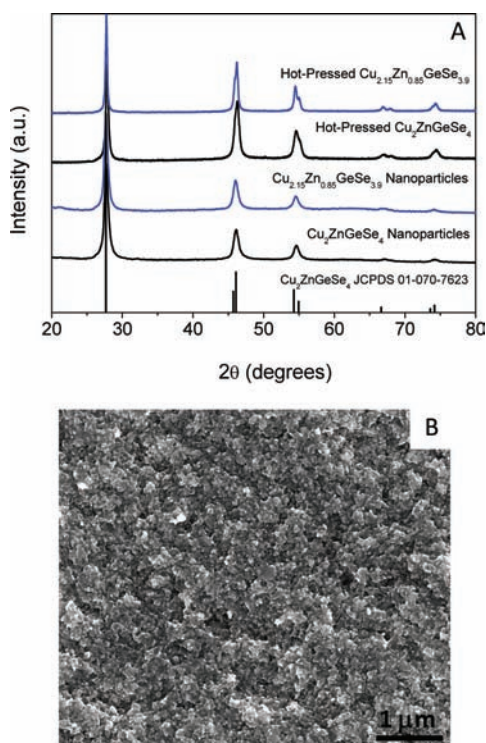 A
Hot-Pressed Cu2.15Zn0.85GeSe3.9
Hot-Pressed Cu2ZnGeSe4
Cu2.15Zn0.85GeSe3.9 Nanoparticles
Cu2ZnGeSe4 Nanoparticles
Cu2ZnGeSe4 JCPDS 01-070-7623
Intensity (a.u.)
20 30 40 50 60 70 80
2θ (degrees)
B
1 μm